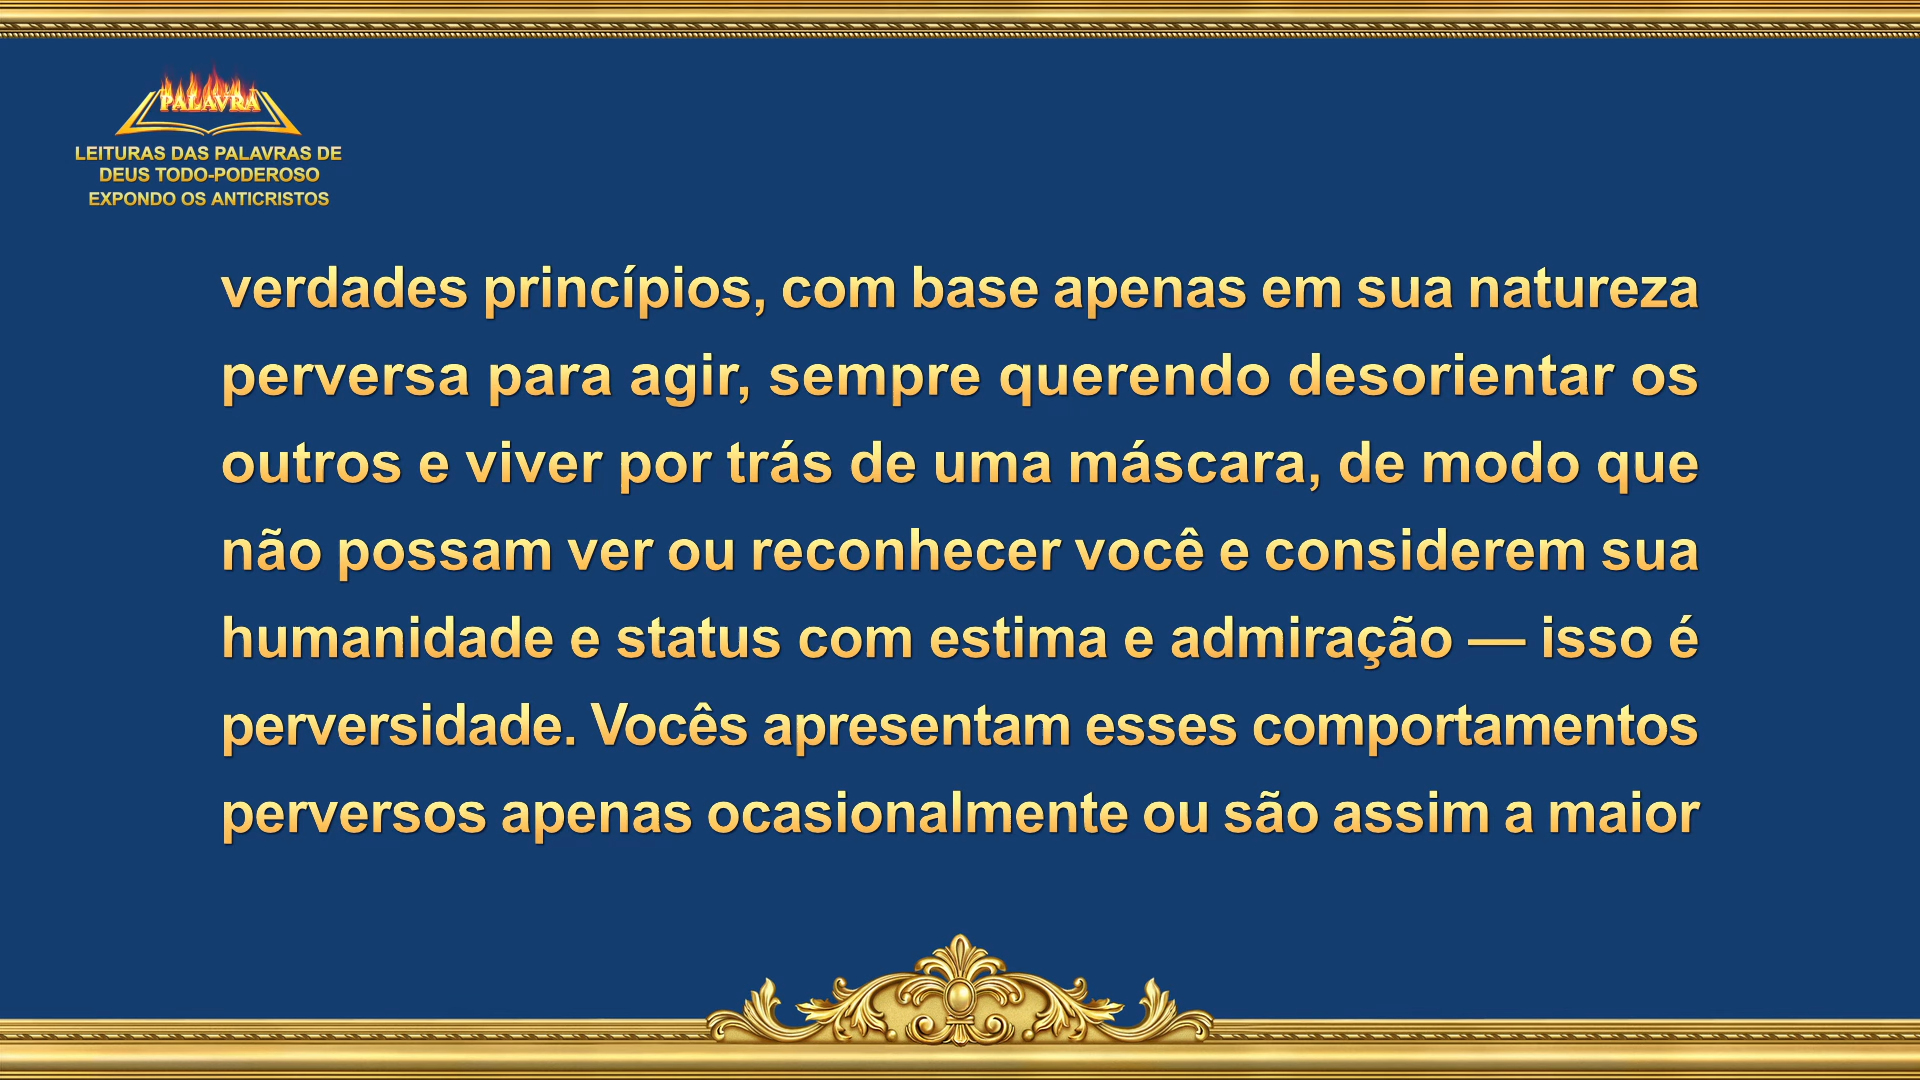 PALAVRA
LEITURAS DAS PALAVRAS DE
DEUS TODO-PODEROSO
EXPONDO OS ANTICRISTOS
verdades princípios, com base apenas em sua natureza
perversa para agir, sempre querendo desorientar os
outros e viver por trás de uma máscara, de modo que
não possam ver ou reconhecer você e considerem sua
humanidade e status com estima e admiração — isso é
perversidade. Vocês apresentam esses comportamentos
perversos apenas ocasionalmente ou são assim a maior